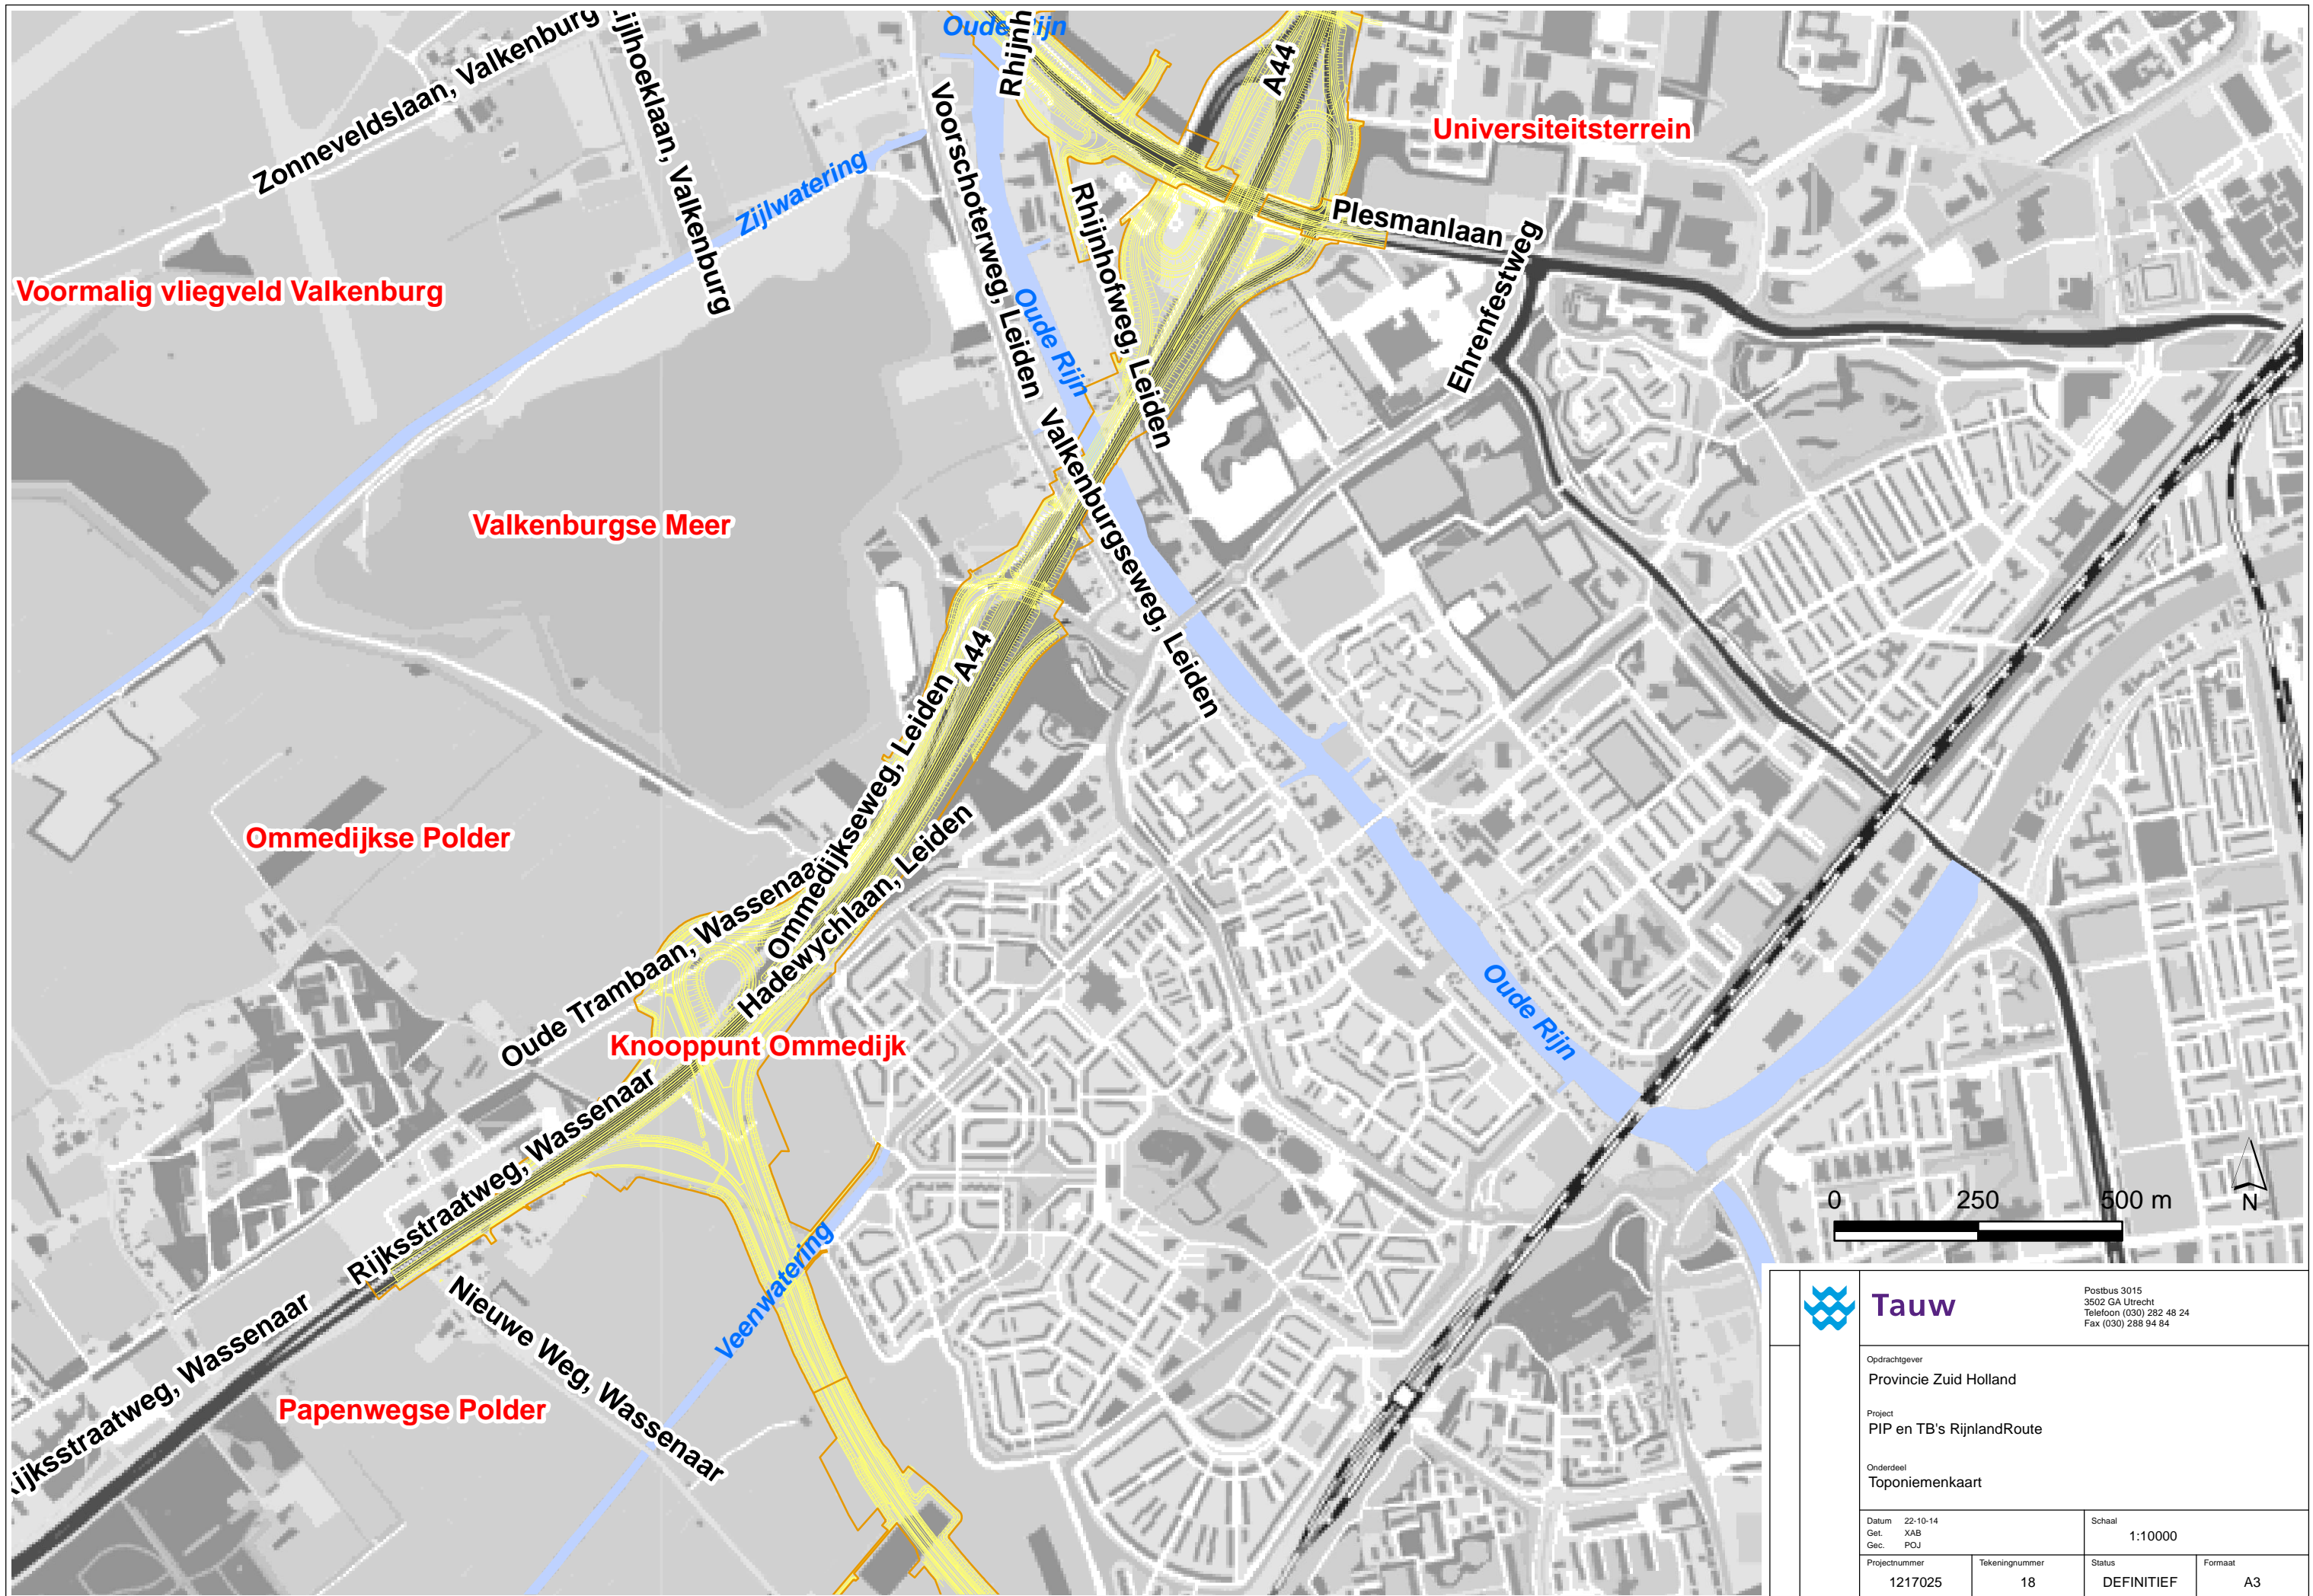 Oude Rijn
Zonneveldslaan, Valkenburg
Valkenburg
Voorschoterweg, Leiden
A44
Universiteitsterrein
Zijlwatering
Rhijnhofweg, Leiden
Plesmanlaan
Ehrenfestweg
Voormalig vliegveld Valkenburg
Oude Rijn
Valkenburgseweg, Leiden
Valkenburgse Meer
A44
Ommedijkseweg, Leiden
Ommedijkse Polder
Hadewychlaan, Leiden
Oude Trambaan, Wassenaar
Knooppunt Ommedijk
Oude Rijn
Rijksstraatweg, Wassenaar
Veenwatering
Nieuwe Weg, Wassenaar
Wassenaar
Papenwegse Polder
0 250 500 m
N
Tauw
Postbus 3015
3502 GA Utrecht
Telefoon (030) 282 48 24
Fax (030) 288 94 84
Opdrachtgever
Provincie Zuid Holland
Project
PIP en TB's RijnlandRoute
Onderdeel
Toponiemenkaart
Datum 22-10-14
Get. XAB
Gec. POJ
Schaal
1:10000
Projectnummer
1217025
Tekeningnummer
18
Status
DEFINITIEF
Formaat
A3